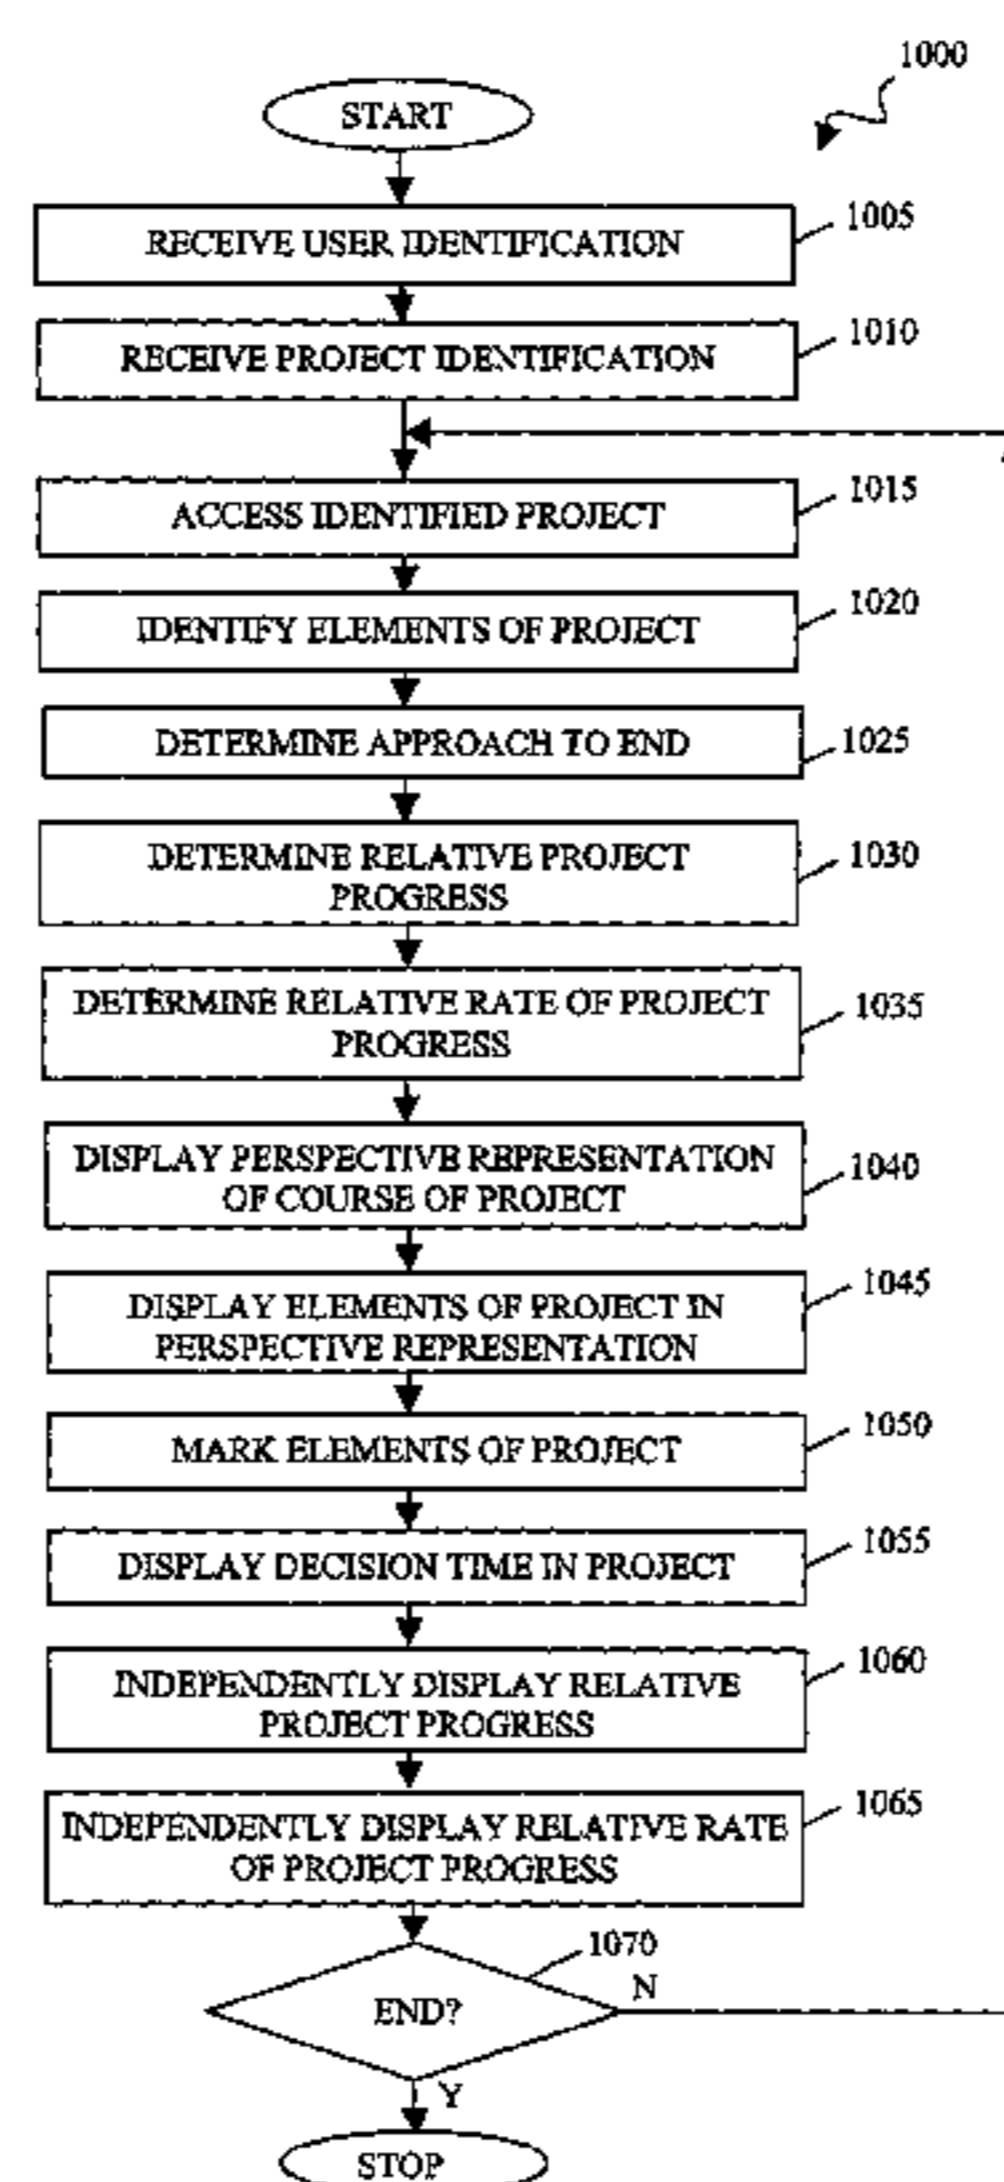 1000
START
RECEIVE USER IDENTIFICATION
1005
RECEIVE PROJECT IDENTIFICATION
1010
ACCESS IDENTIFIED PROJECT
1015
IDENTIFY ELEMENTS OF PROJECT
1020
DETERMINE APPROACH TO END
1025
DETERMINE RELATIVE PROJECT
PROGRESS
1030
DETERMINE RELATIVE RATE OF PROJECT
PROGRESS
1035
DISPLAY PERSPECTIVE REPRESENTATION
OF COURSE OF PROJECT
1040
DISPLAY ELEMENTS OF PROJECT IN
PERSPECTIVE REPRESENTATION
1045
MARK ELEMENTS OF PROJECT
1050
DISPLAY DECISION TIME IN PROJECT
1055
INDEPENDENTLY DISPLAY RELATIVE
PROJECT PROGRESS
1060
INDEPENDENTLY DISPLAY RELATIVE RATE
OF PROJECT PROGRESS
1065
END?
1070
N
Y
STOP